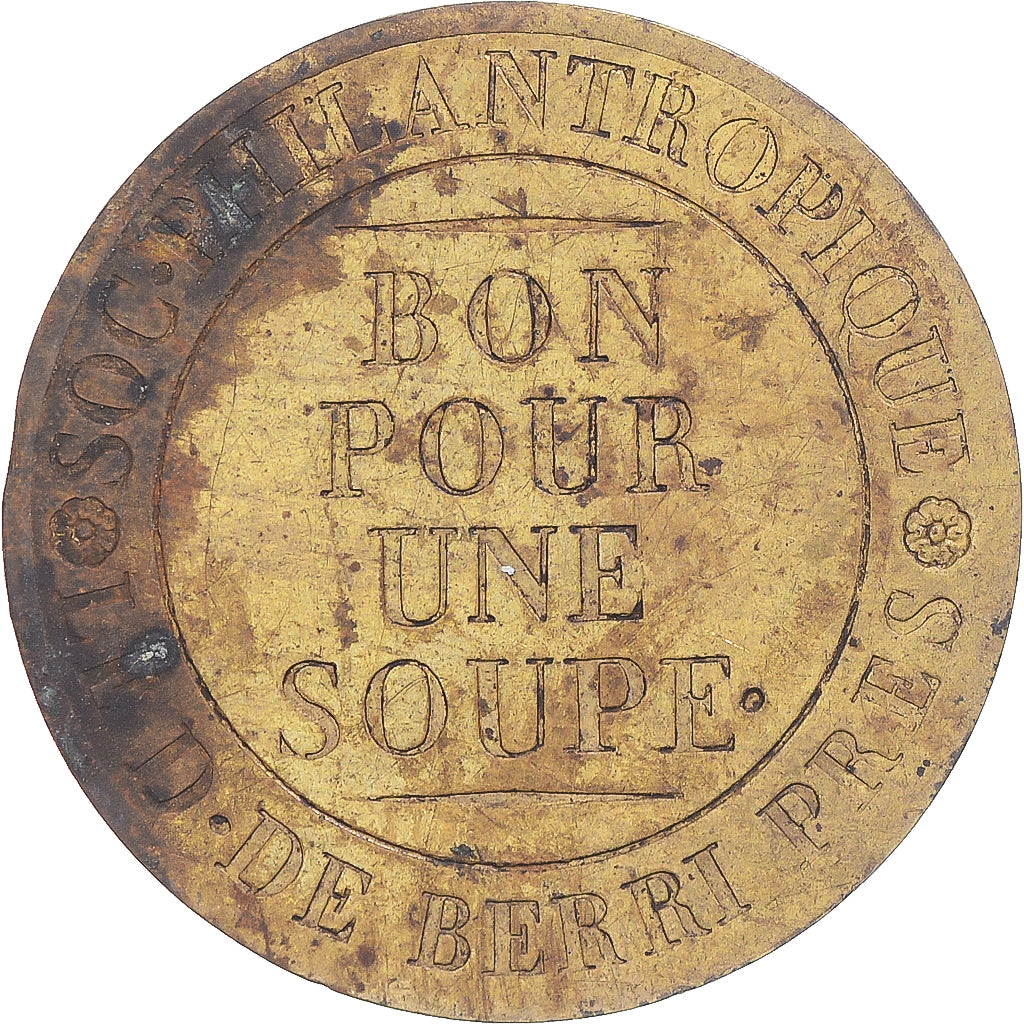 SOC·PHILANTROPIQUE
BON
POUR
UNE
SOUPE·
LE D·DE BERRI PRES